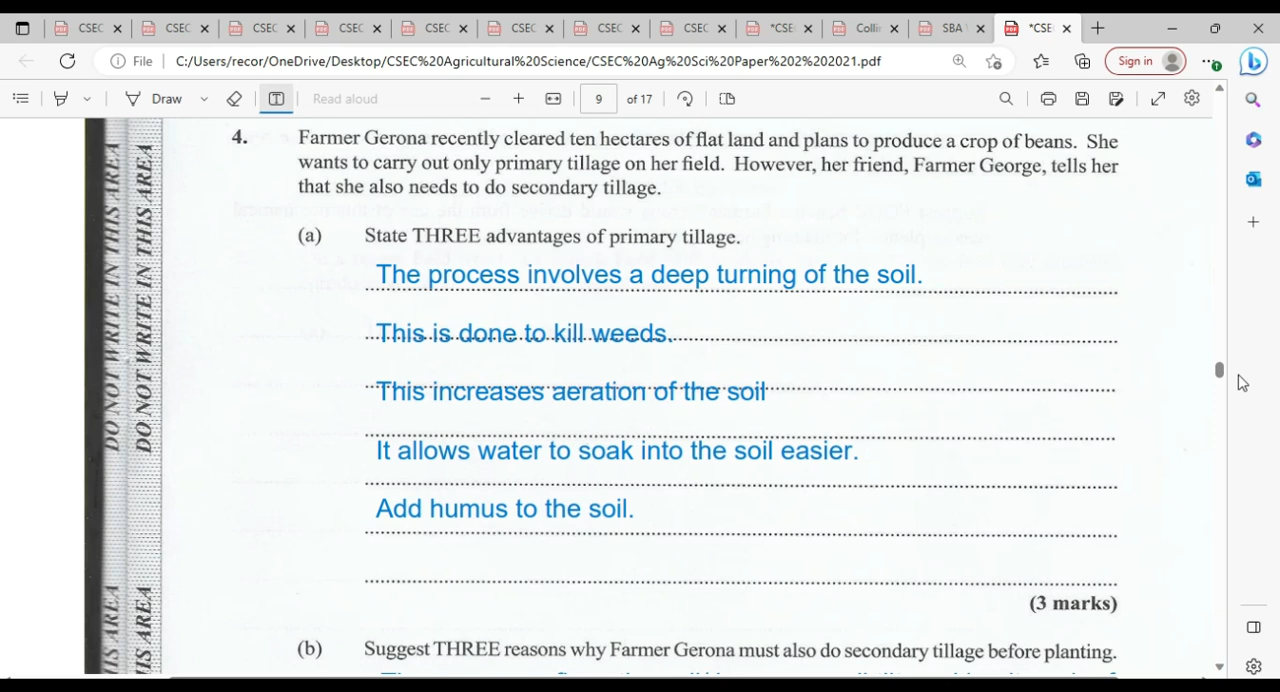 CSEC
CSEC
CSEC
CSEC
CSEC
CSEC
CSEC
CSEC
*CSE
Collin
SBA
*CSE
File
C:/Users/recor/OneDrive/Desktop/CSEC%20Agricultural%20Science/CSEC%20Ag%20Sci%20Paper%202%202021.pdf
Sign in
Draw
Read aloud
9 of 17
4. Farmer Gerona recently cleared ten hectares of flat land and plans to produce a crop of beans. She
wants to carry out only primary tillage on her field. However, her friend, Farmer George, tells her
that she also needs to do secondary tillage.
(a) State THREE advantages of primary tillage.
The process involves a deep turning of the soil.
This is done to kill weeds.
This increases aeration of the soil
It allows water to soak into the soil easier.
Add humus to the soil.
(3 marks)
(b) Suggest THREE reasons why Farmer Gerona must also do secondary tillage before planting.
DO NOT WRITE IN THIS AREA
DO NOT WRITE IN THIS AREA
IS AREA
IS AREA